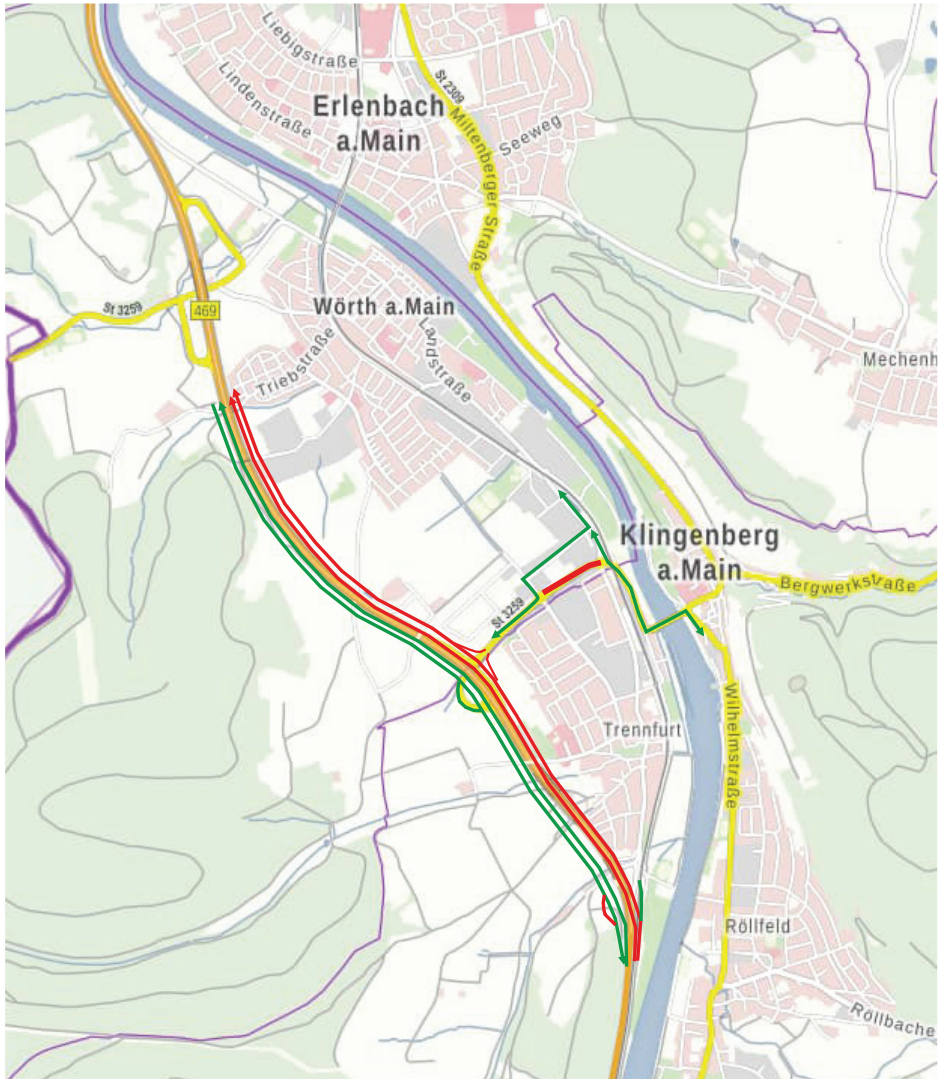 Liebigstraße
Lindenstraße
Erlenbach
a.Main
St 2309
Miltenberger Straße
Seeweg
St 3259
469
Wörth a.Main
Triebstraße
Landstraße
Mechenh
Klingenberg
a.Main
Bergwerkstraße
St 3259
Trennfurt
Wilhelmstraße
Röllfeld
Röllbache